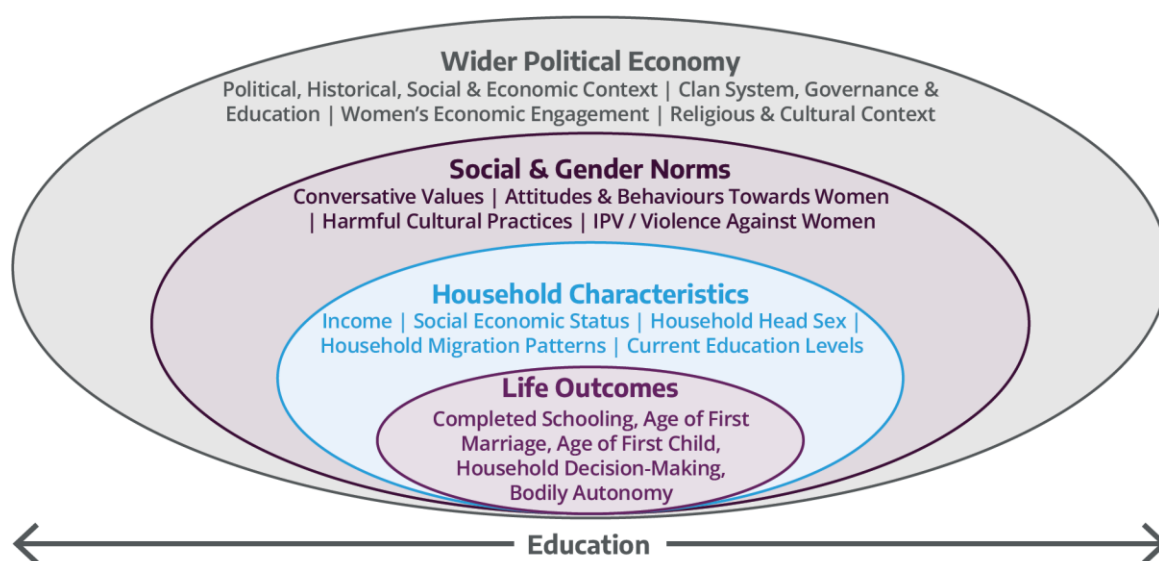 Wider Political Economy
Political, Historical, Social & Economic Context | Clan System, Governance &
Education | Women's Economic Engagement | Religious & Cultural Context
Social & Gender Norms
Conversative Values | Attitudes & Behaviours Towards Women
| Harmful Cultural Practices | IPV / Violence Against Women
Household Characteristics
Income | Social Economic Status | Household Head Sex |
Household Migration Patterns | Current Education Levels
Life Outcomes
Completed Schooling, Age of First
Marriage, Age of First Child,
Household Decision-Making,
Bodily Autonomy
Education